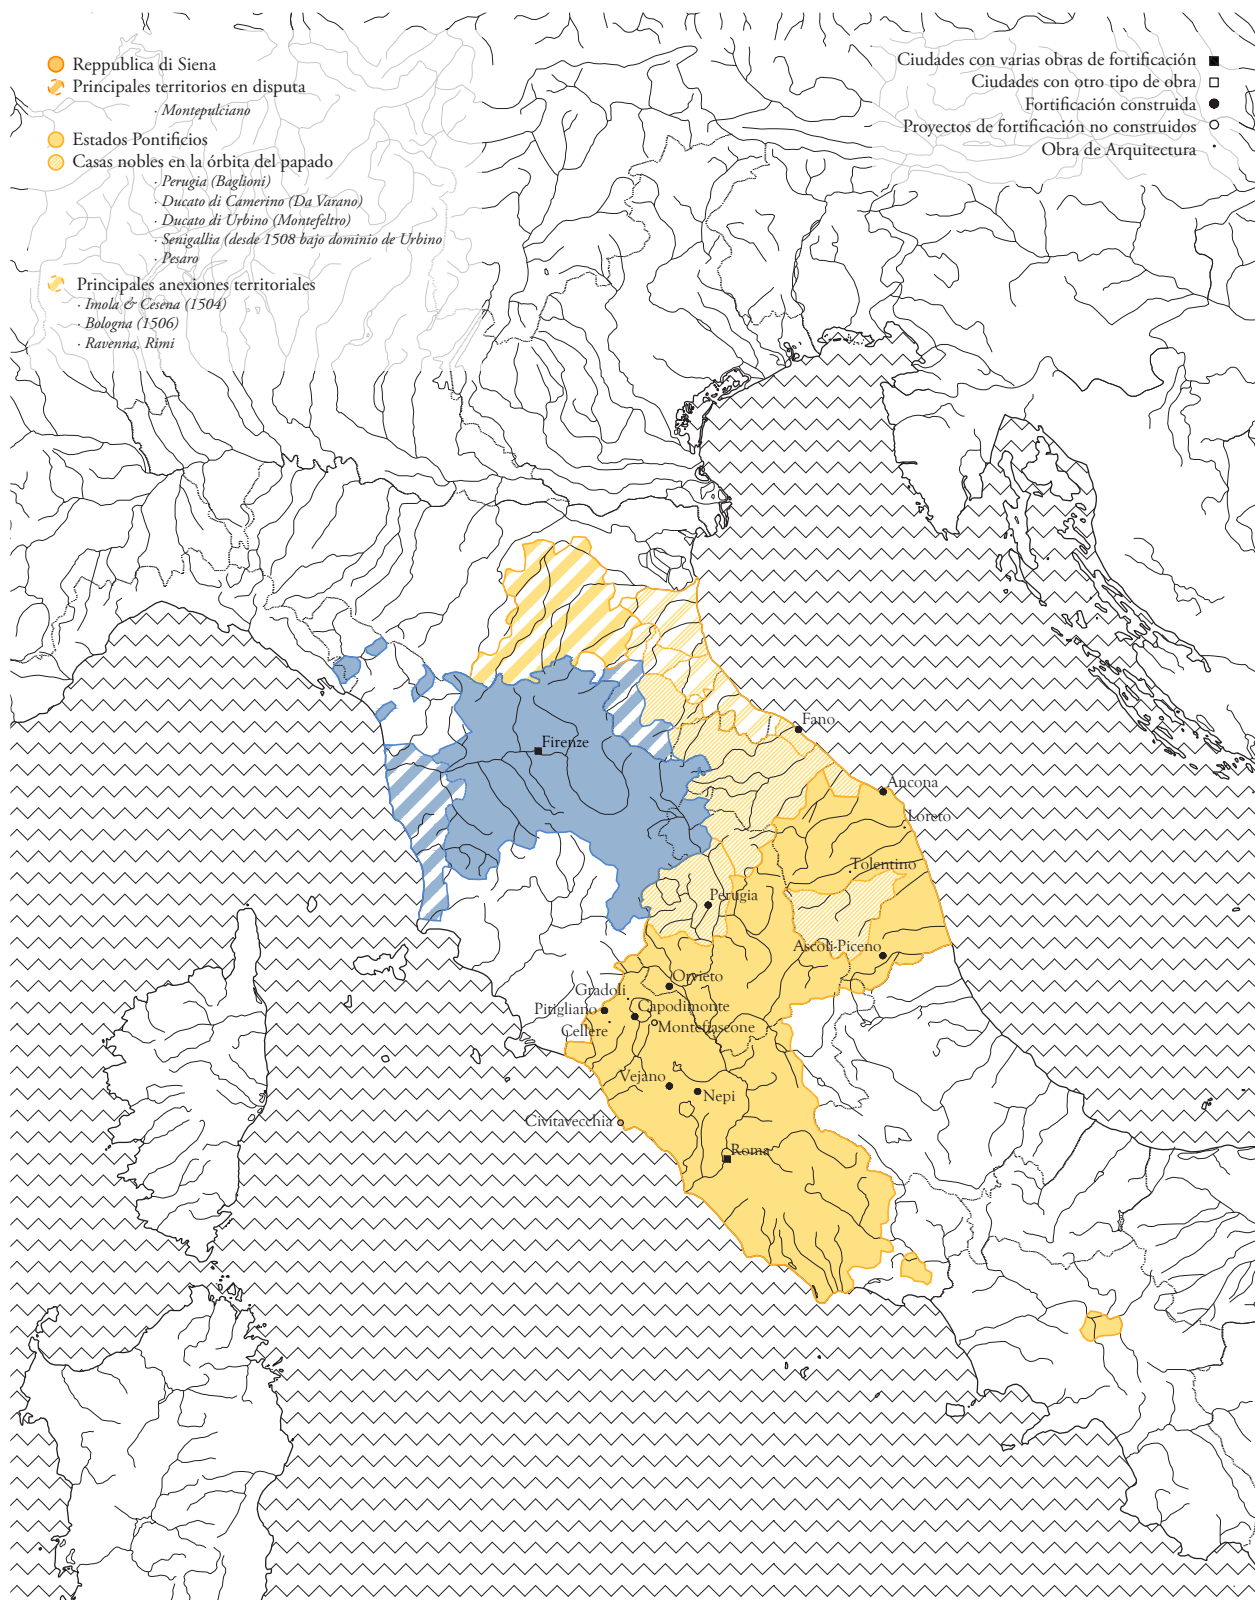 Reppublica di Siena
Principales territorios en disputa
· Montepulciano
Estados Pontificios
Casas nobles en la órbita del papado
· Perugia (Baglioni)
· Ducato di Camerino (Da Varano)
· Ducato di Urbino (Montefeltro)
· Senigallia (desde 1508 bajo dominio de Urbino
· Pesaro
Principales anexiones territoriales
· Imola & Cesena (1504)
· Bologna (1506)
· Ravenna, Rimi
Ciudades con varias obras de fortificación
Ciudades con otro tipo de obra
Fortificación construida
Proyectos de fortificación no construidos
Obra de Arquitectura
Fano
Firenze
Ancona
Loreto
Tolentino
Perugia
Ascoli Piceno
Orvieto
Gradoli
Capodimonte
Pitigliano
Montefiascone
Cellere
Vejano
Nepi
Civitavecchia
Roma